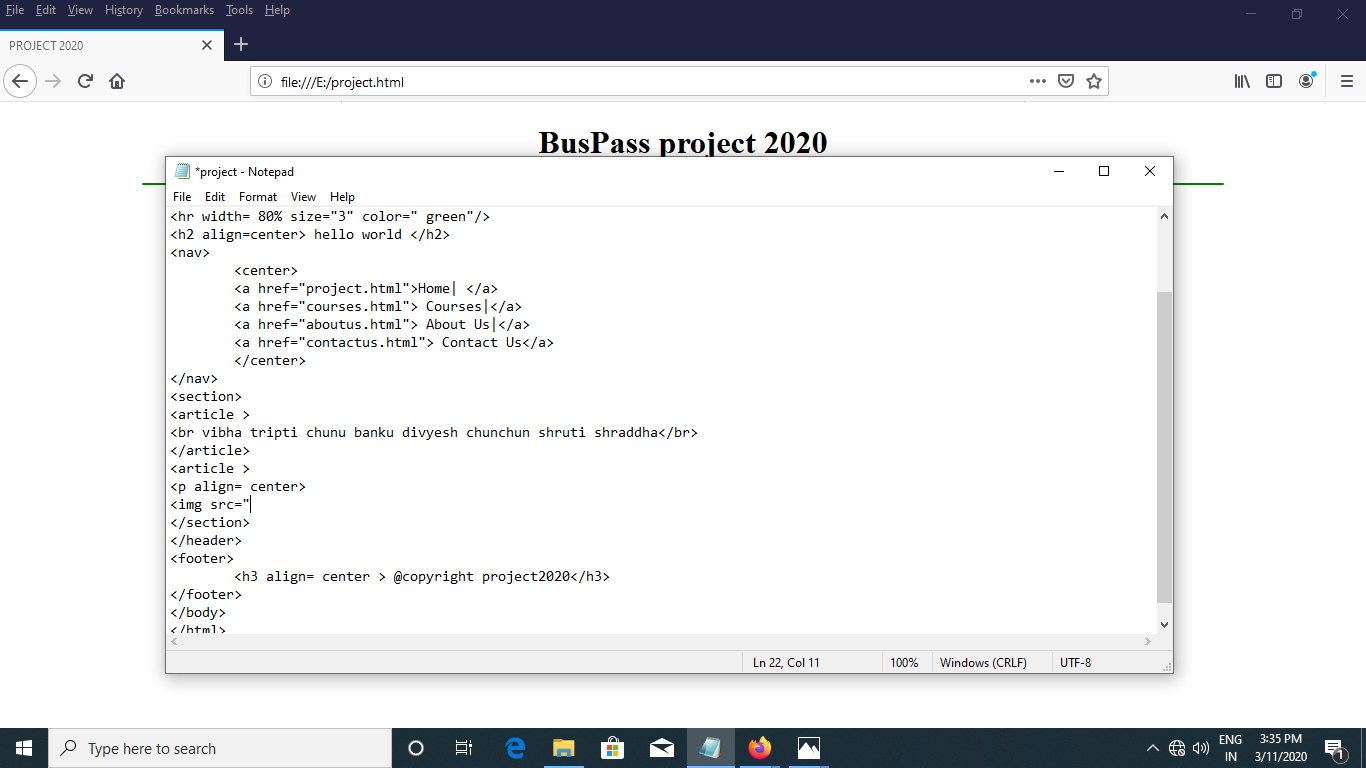 File Edit View History Bookmarks Tools Help
PROJECT 2020
file:///E:/project.html
BusPass project 2020
*project - Notepad
File Edit Format View Help
<hr width= 80% size="3" color=" green"/>
<h2 align=center> hello world </h2>
<nav>
<center>
<a href="project.html">Home| </a>
<a href="courses.html"> Courses|</a>
<a href="aboutus.html"> About Us|</a>
<a href="contactus.html"> Contact Us</a>
</center>
</nav>
<section>
<article >
<br vibha tripti chunu banku divyesh chunchun shruti shraddha</br>
</article>
<article >
<p align= center>
<img src="
</section>
</header>
<footer>
<h3 align= center > @copyright project2020</h3>
</footer>
</body>
</html>
Ln 22, Col 11 100% Windows (CRLF) UTF-8
Type here to search
ENG
IN
3:35 PM
3/11/2020
1